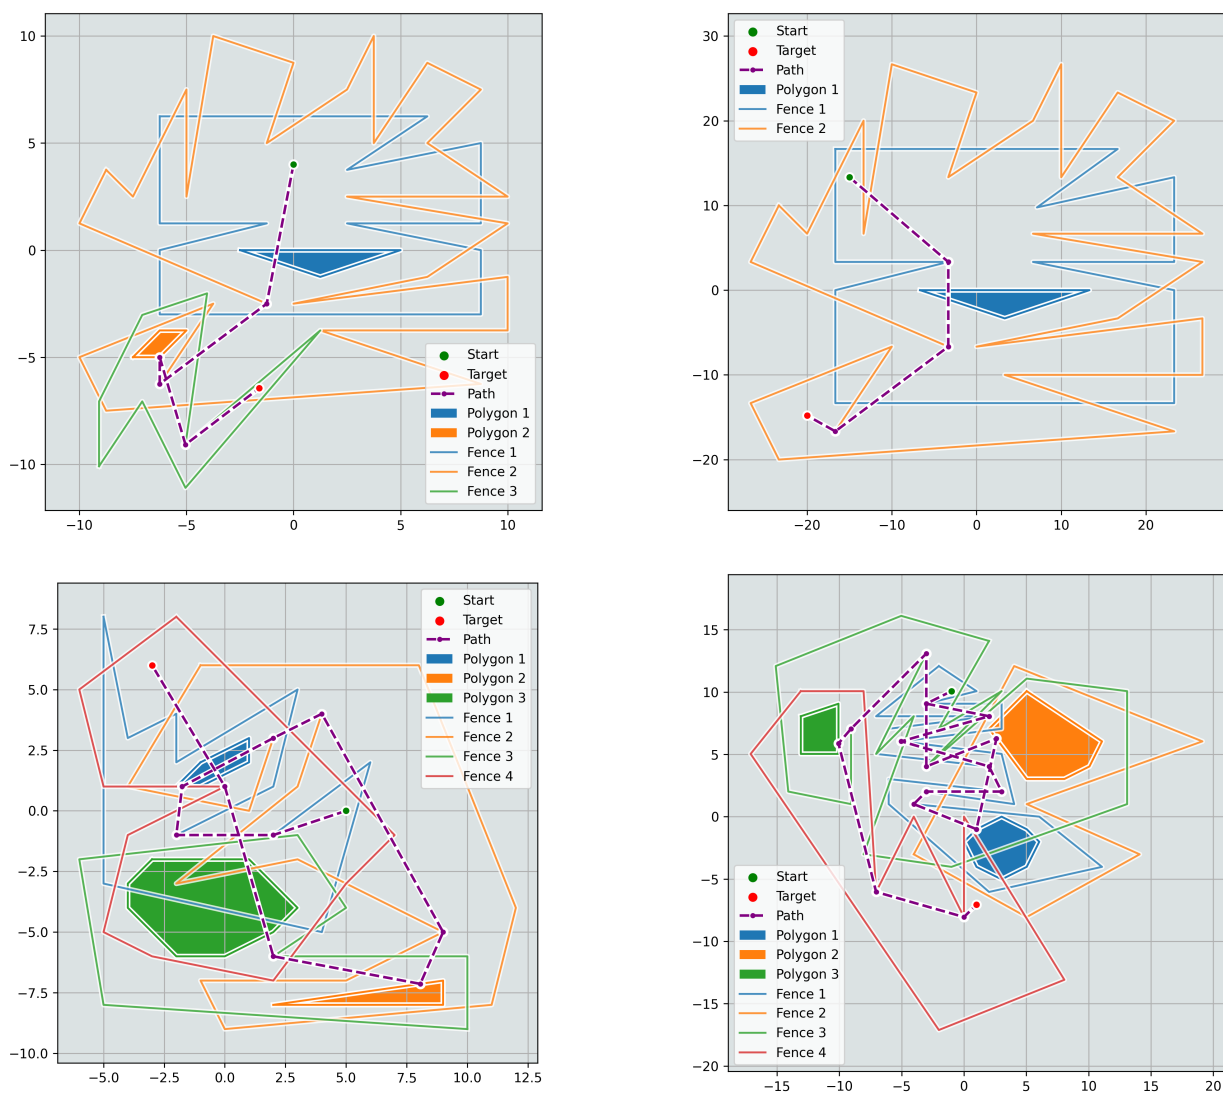 10
5
0
−5
−10
−10
−5
0
5
10
Start
Target
Path
Polygon 1
Polygon 2
Fence 1
Fence 2
Fence 3
30
20
10
0
−10
−20
−20
−10
0
10
20
Start
Target
Path
Polygon 1
Fence 1
Fence 2
7.5
5.0
2.5
0.0
−2.5
−5.0
−7.5
−10.0
−5.0
−2.5
0.0
2.5
5.0
7.5
10.0
12.5
Start
Target
Path
Polygon 1
Polygon 2
Polygon 3
Fence 1
Fence 2
Fence 3
Fence 4
15
10
5
0
−5
−10
−15
−20
−15
−10
−5
0
5
10
15
20
Start
Target
Path
Polygon 1
Polygon 2
Polygon 3
Fence 1
Fence 2
Fence 3
Fence 4